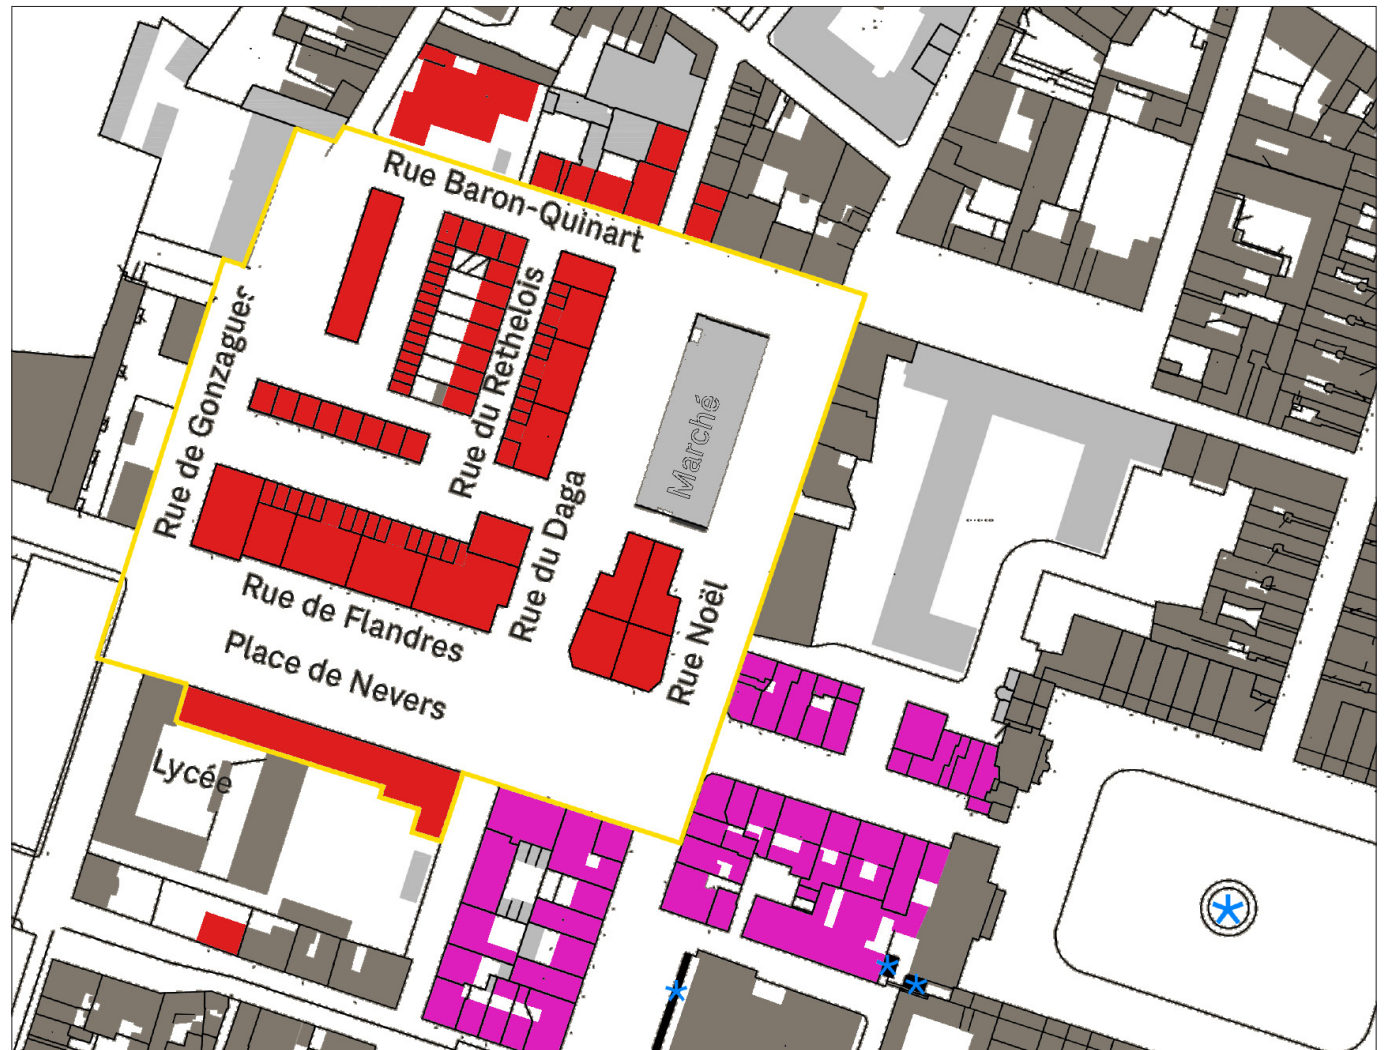 Rue Baron-Quinart
Rue de Gonzagues
Rue du Rethelois
Marché
Rue du Daga
Rue de Flandres
Place de Nevers
Rue Noël
Lycée